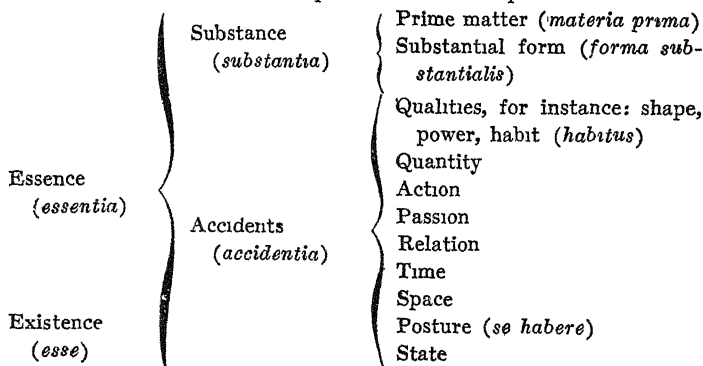 Essence
(essentia)
Existence
(esse)
Substance
(substantia)
Accidents
(accidentia)
Prime matter (materia prima)
Substantial form (forma sub-
stantialis)
Qualities, for instance: shape,
power, habit (habitus)
Quantity
Action
Passion
Relation
Time
Space
Posture (se habere)
State